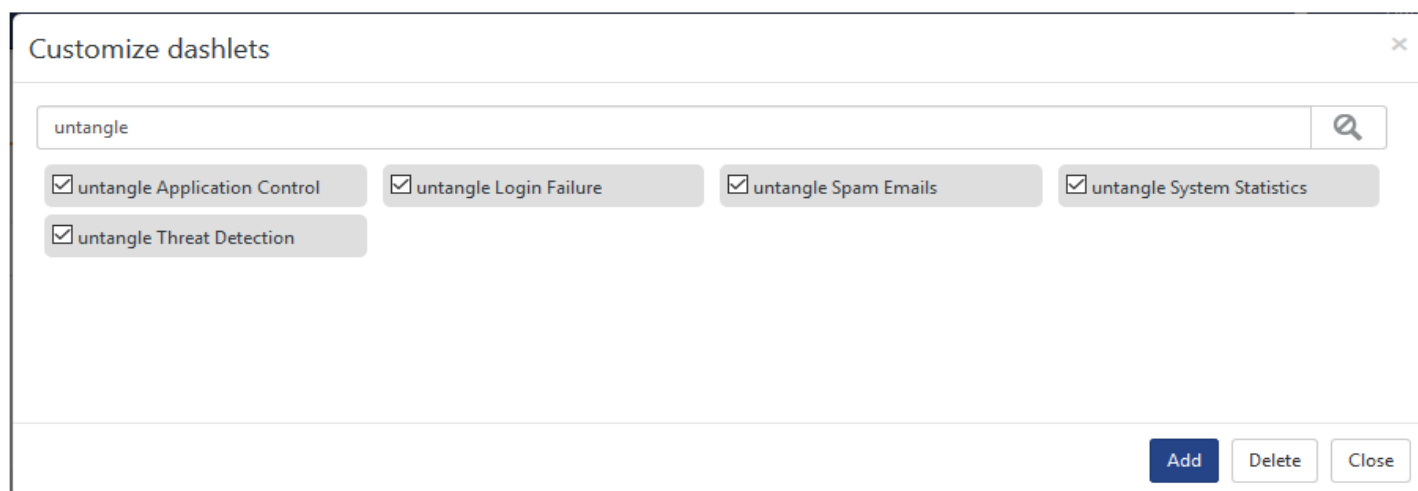 Customize dashlets
untangle
untangle Application Control
untangle Login Failure
untangle Spam Emails
untangle System Statistics
untangle Threat Detection
Add
Delete
Close